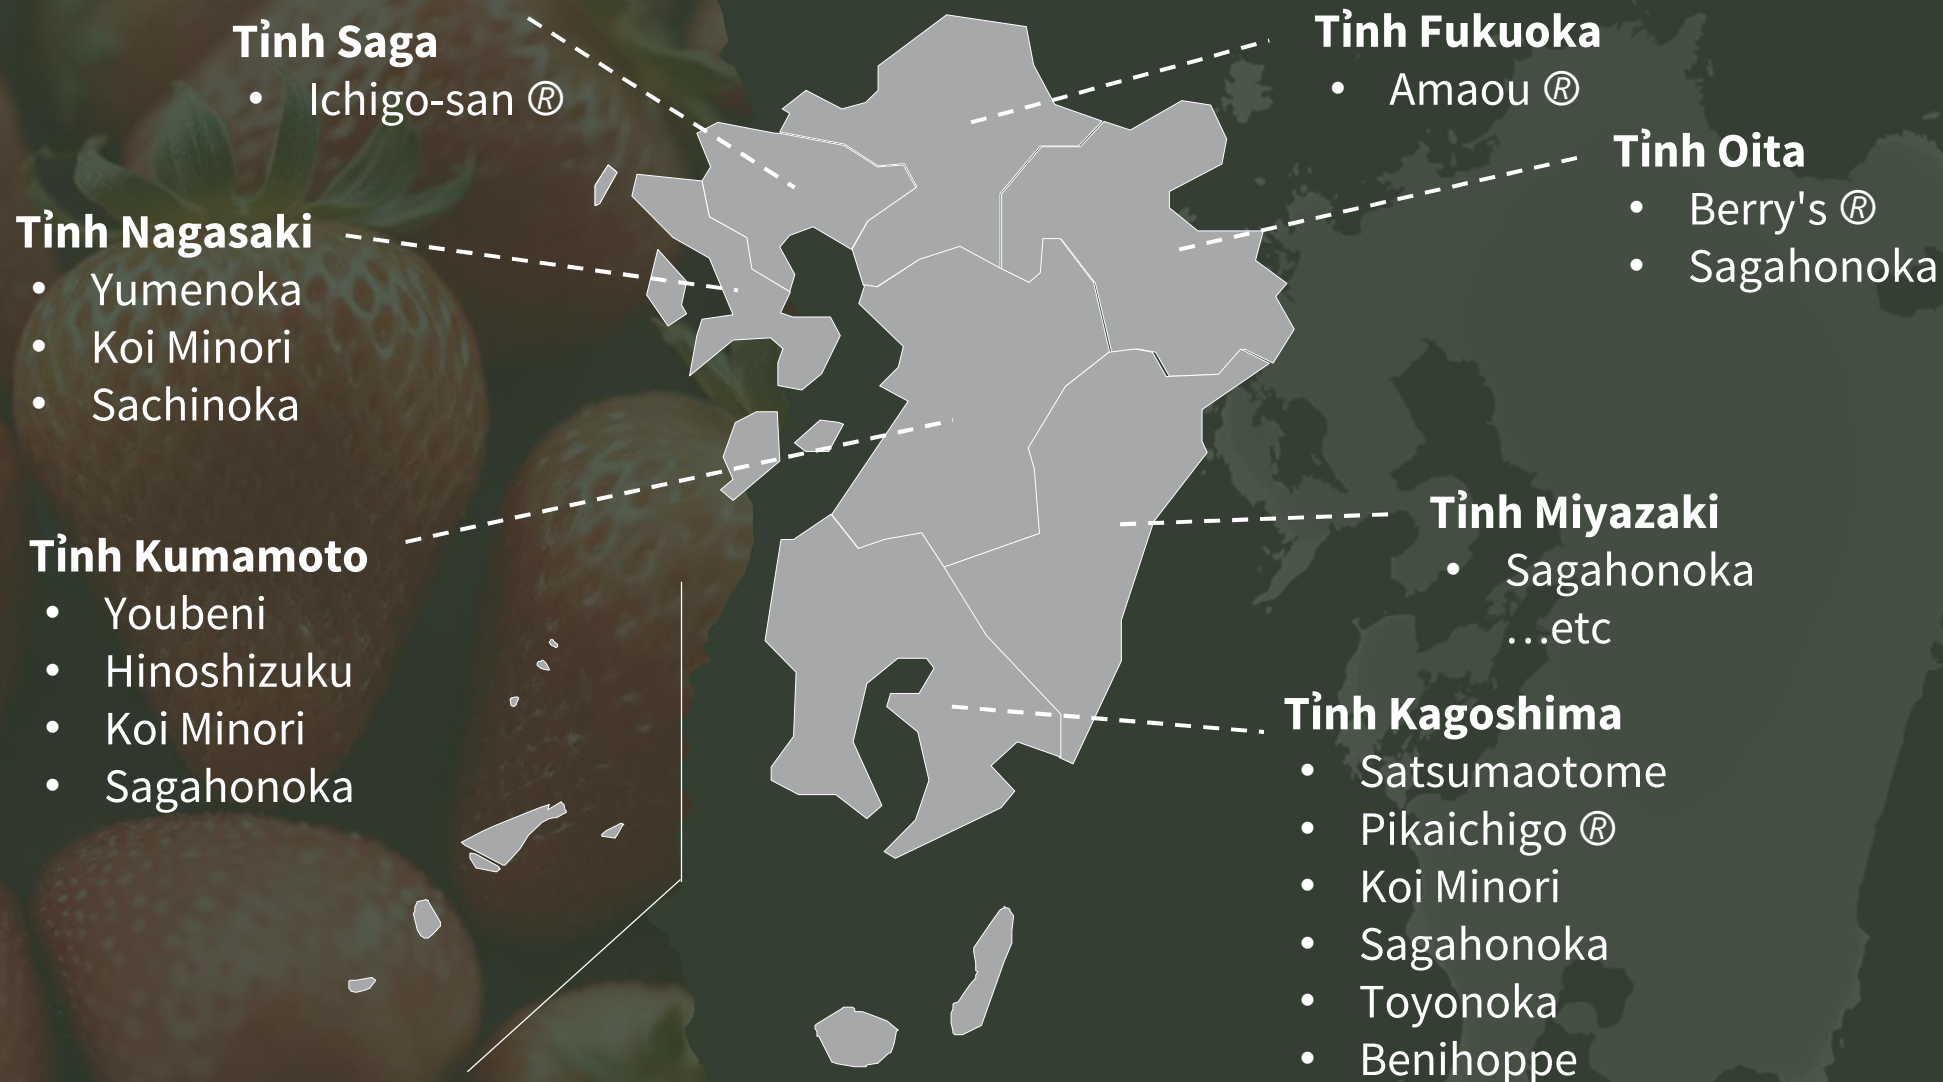 Tỉnh Saga
• Ichigo-san ®
Tỉnh Fukuoka
• Amaou ®
Tỉnh Oita
• Berry's ®
• Sagahonoka
Tỉnh Nagasaki
• Yumenoka
• Koi Minori
• Sachinoka
Tỉnh Kumamoto
• Youbeni
• Hinoshizuku
• Koi Minori
• Sagahonoka
Tỉnh Miyazaki
• Sagahonoka
…etc
Tỉnh Kagoshima
• Satsumaotome
• Pikaichigo ®
• Koi Minori
• Sagahonoka
• Toyonoka
• Benihoppe